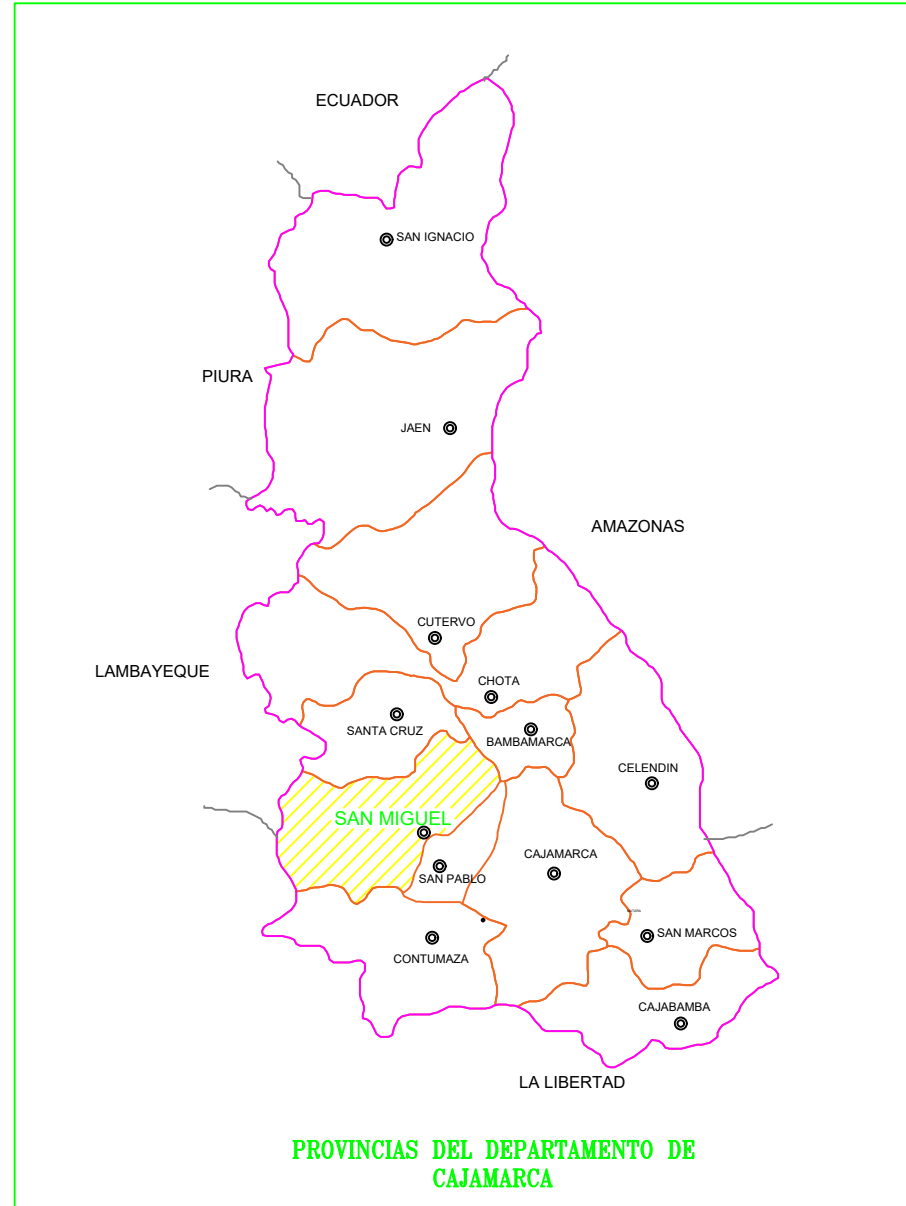 ECUADOR
SAN IGNACIO
PIURA
JAEN
AMAZONAS
CUTERVO
LAMBAYEQUE
CHOTA
SANTA CRUZ
BAMBAMARCA
CELENDIN
SAN MIGUEL
CAJAMARCA
SAN PABLO
SAN MARCOS
CONTUMAZA
CAJABAMBA
LA LIBERTAD
PROVINCIAS DEL DEPARTAMENTO DE
CAJAMARCA